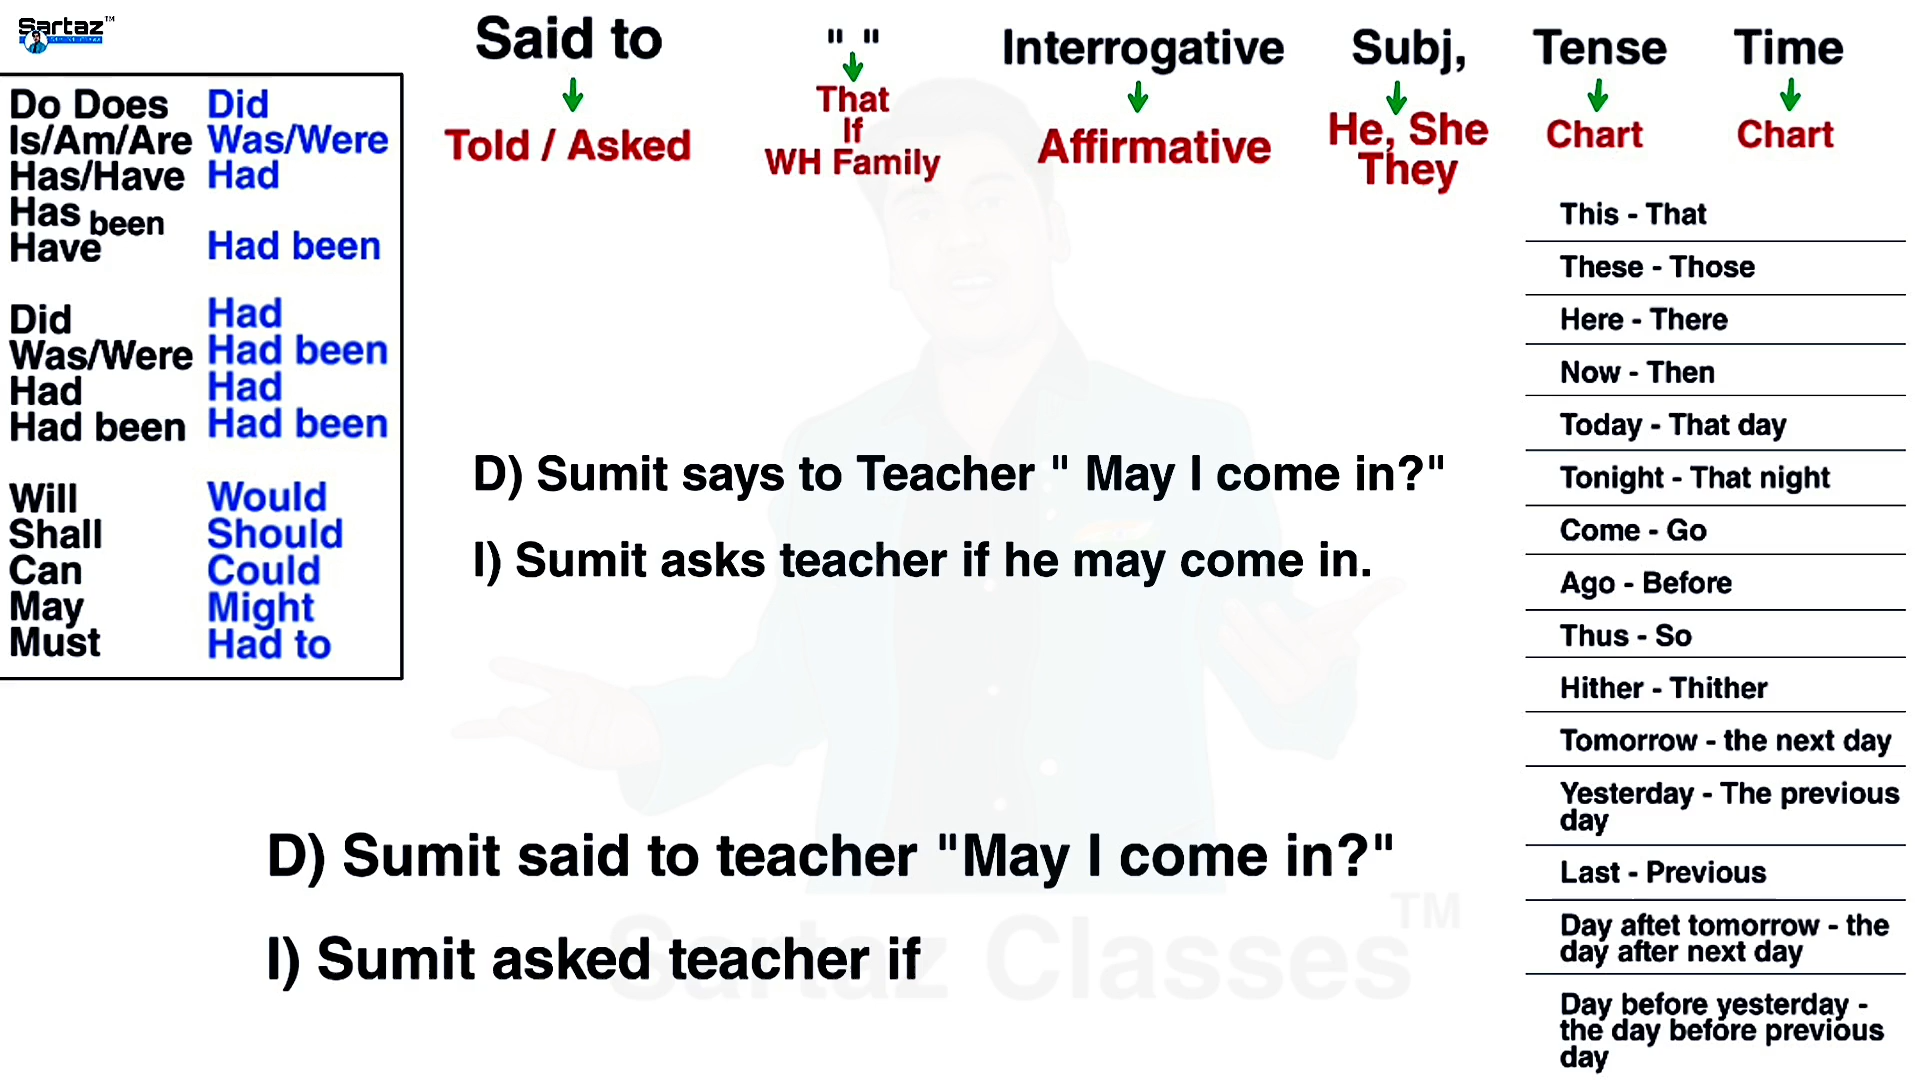 Sartaz™
Said to
" "
Interrogative
Subj,
Tense
Time
Told / Asked
That
If
WH Family
Affirmative
He, She
They
Chart
Chart
Do Does Did
Is/Am/Are Was/Were
Has/Have Had
Has been
Have Had been
Did Had
Was/Were Had been
Had Had
Had been Had been
Will Would
Shall Should
Can Could
May Might
Must Had to
D) Sumit says to Teacher " May I come in?"
I) Sumit asks teacher if he may come in.
D) Sumit said to teacher "May I come in?"
I) Sumit asked teacher if
Sartaz Classes™
This - That
These - Those
Here - There
Now - Then
Today - That day
Tonight - That night
Come - Go
Ago - Before
Thus - So
Hither - Thither
Tomorrow - the next day
Yesterday - The previous
day
Last - Previous
Day aftet tomorrow - the
day after next day
Day before yesterday -
the day before previous
day